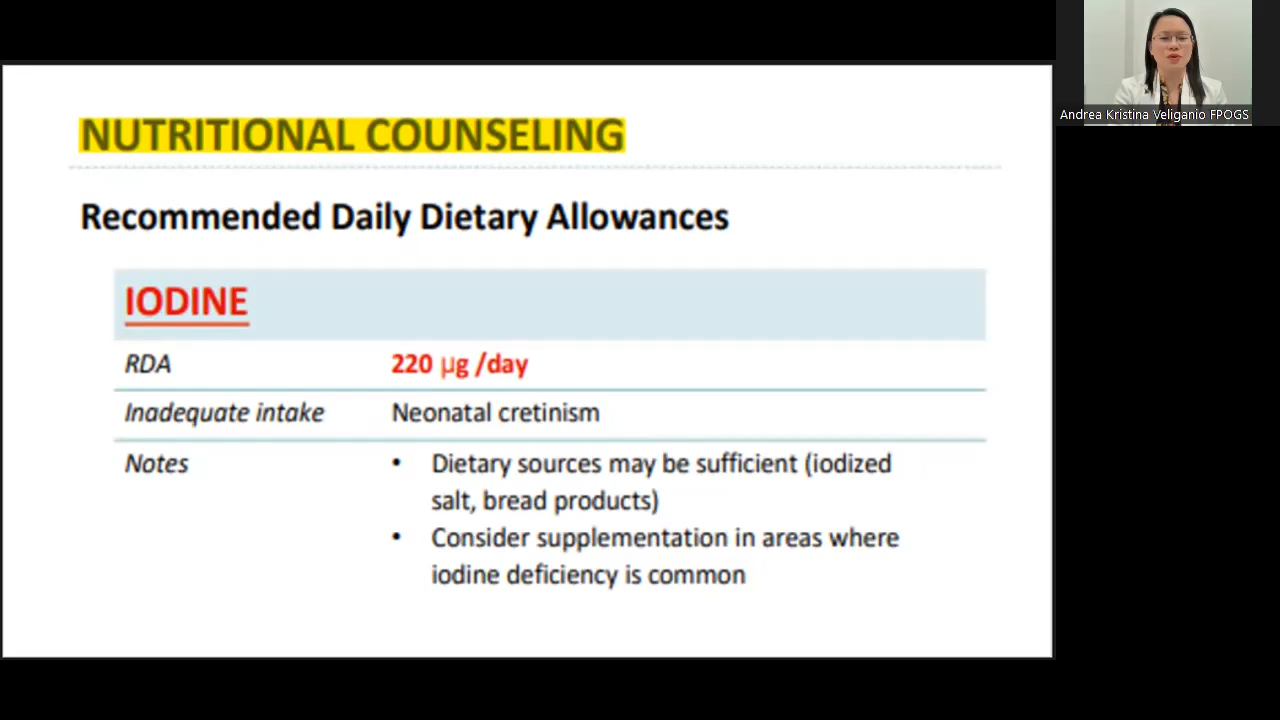 NUTRITIONAL COUNSELING
Recommended Daily Dietary Allowances
IODINE
RDA 220 μg /day
Inadequate intake Neonatal cretinism
Notes • Dietary sources may be sufficient (iodized
salt, bread products)
• Consider supplementation in areas where
iodine deficiency is common
Andrea Kristina Veliganio FPOGS